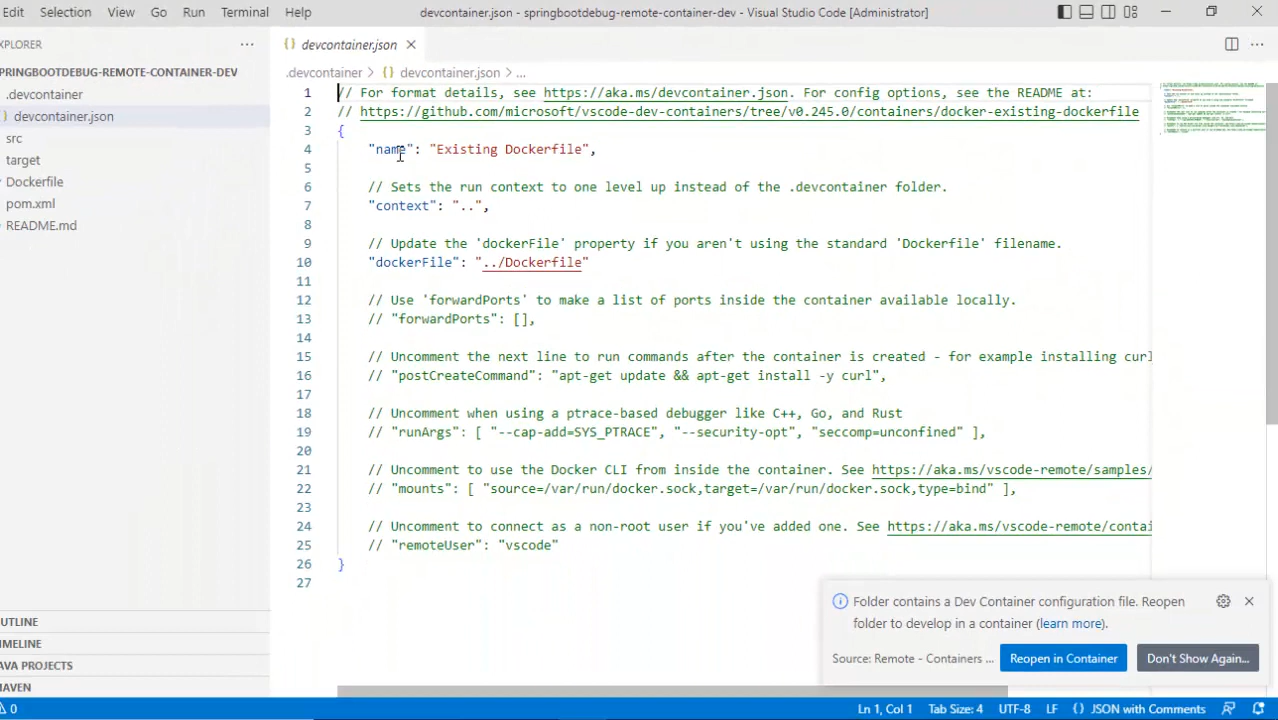 Edit Selection View Go Run Terminal Help
devcontainer.json - springbootdebug-remote-container-dev - Visual Studio Code [Administrator]
XPLORER
PRINGBOOTDEBUG-REMOTE-CONTAINER-DEV
.devcontainer
devcontainer.json
src
target
Dockerfile
pom.xml
README.md
UTLINE
IMELINE
AVA PROJECTS
MAVEN
{} devcontainer.json
.devcontainer > {} devcontainer.json > ...
1 // For format details, see https://aka.ms/devcontainer.json. For config options, see the README at:
2 // https://github.com/microsoft/vscode-dev-containers/tree/v0.245.0/containers/docker-existing-dockerfile
3 {
4 "name": "Existing Dockerfile",
5
6 // Sets the run context to one level up instead of the .devcontainer folder.
7 "context": "..",
8
9 // Update the 'dockerFile' property if you aren't using the standard 'Dockerfile' filename.
10 "dockerFile": "../Dockerfile"
11
12 // Use 'forwardPorts' to make a list of ports inside the container available locally.
13 // "forwardPorts": [],
14
15 // Uncomment the next line to run commands after the container is created - for example installing curl
16 // "postCreateCommand": "apt-get update && apt-get install -y curl",
17
18 // Uncomment when using a ptrace-based debugger like C++, Go, and Rust
19 // "runArgs": [ "--cap-add=SYS_PTRACE", "--security-opt", "seccomp=unconfined" ],
20
21 // Uncomment to use the Docker CLI from inside the container. See https://aka.ms/vscode-remote/samples/
22 // "mounts": [ "source=/var/run/docker.sock,target=/var/run/docker.sock,type=bind" ],
23
24 // Uncomment to connect as a non-root user if you've added one. See https://aka.ms/vscode-remote/contai
25 // "remoteUser": "vscode"
26 }
27
Folder contains a Dev Container configuration file. Reopen
folder to develop in a container (learn more).
Source: Remote - Containers ... Reopen in Container Don't Show Again...
0 Ln 1, Col 1 Tab Size: 4 UTF-8 LF {} JSON with Comments